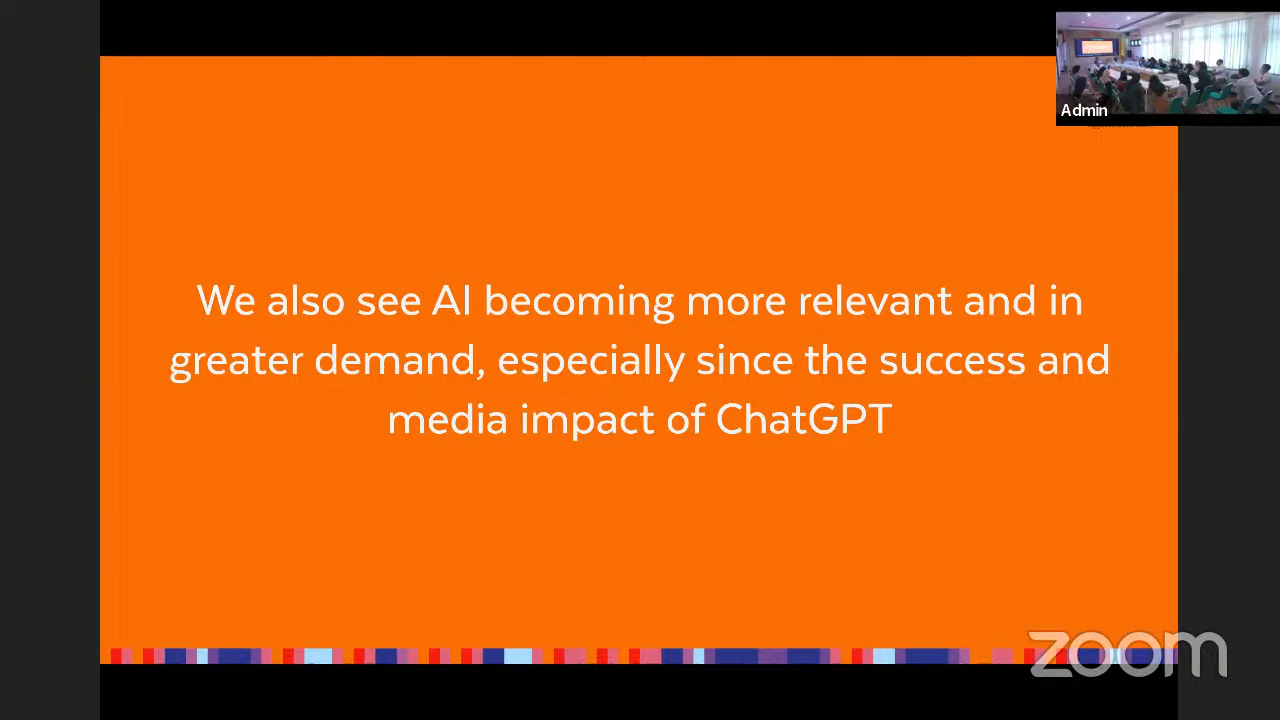 Admin
We also see AI becoming more relevant and in
greater demand, especially since the success and
media impact of ChatGPT
zoom